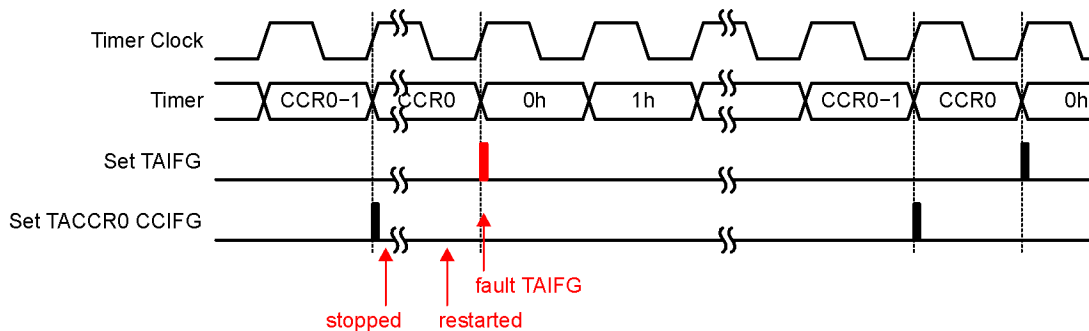 Timer Clock
Timer CCR0−1 CCR0 0h 1h CCR0−1 CCR0 0h
Set TAIFG
Set TACCR0 CCIFG
fault TAIFG
stopped restarted